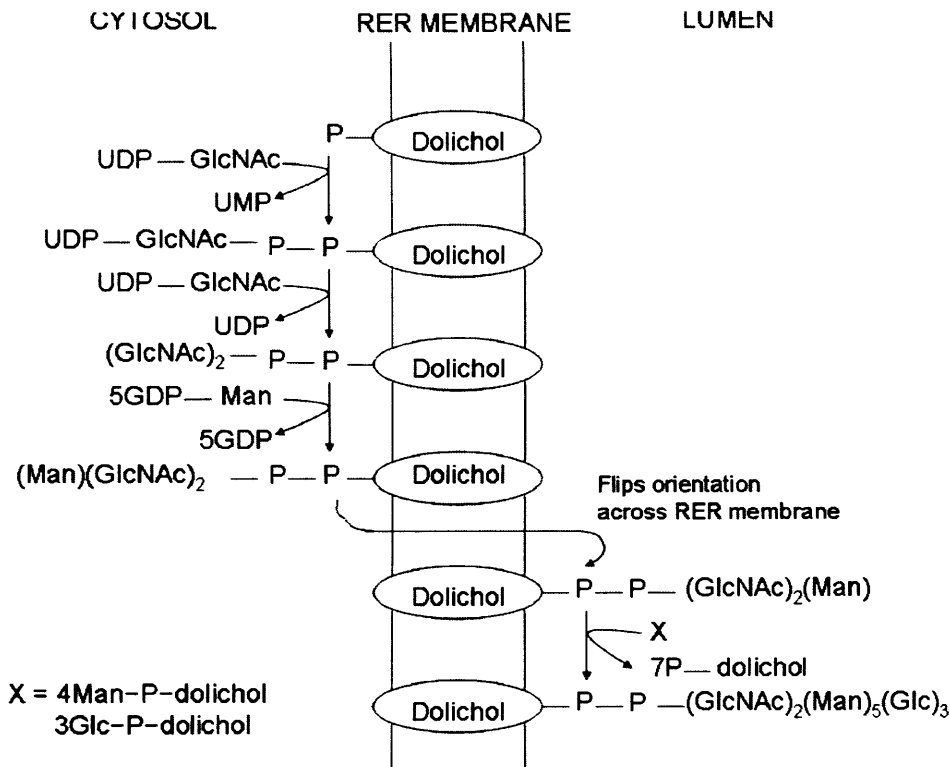 CYTOSOL RER MEMBRANE LUMEN
P — Dolichol
UDP — GlcNAc
UMP
UDP — GlcNAc — P — P — Dolichol
UDP — GlcNAc
UDP
(GlcNAc)2 — P — P — Dolichol
5GDP — Man
5GDP
(Man)(GlcNAc)2 — P — P — Dolichol
Flips orientation
across RER membrane
Dolichol — P — P — (GlcNAc)2(Man)
X
7P — dolichol
X = 4Man–P–dolichol
3Glc–P–dolichol
Dolichol — P — P — (GlcNAc)2(Man)5(Glc)3